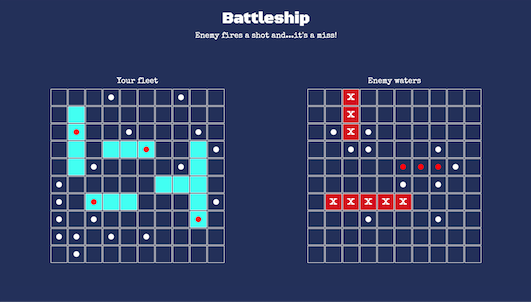 Battleship
Enemy fires a shot and...it's a miss!
Your fleet
Enemy waters
X
X
X
X X X X X